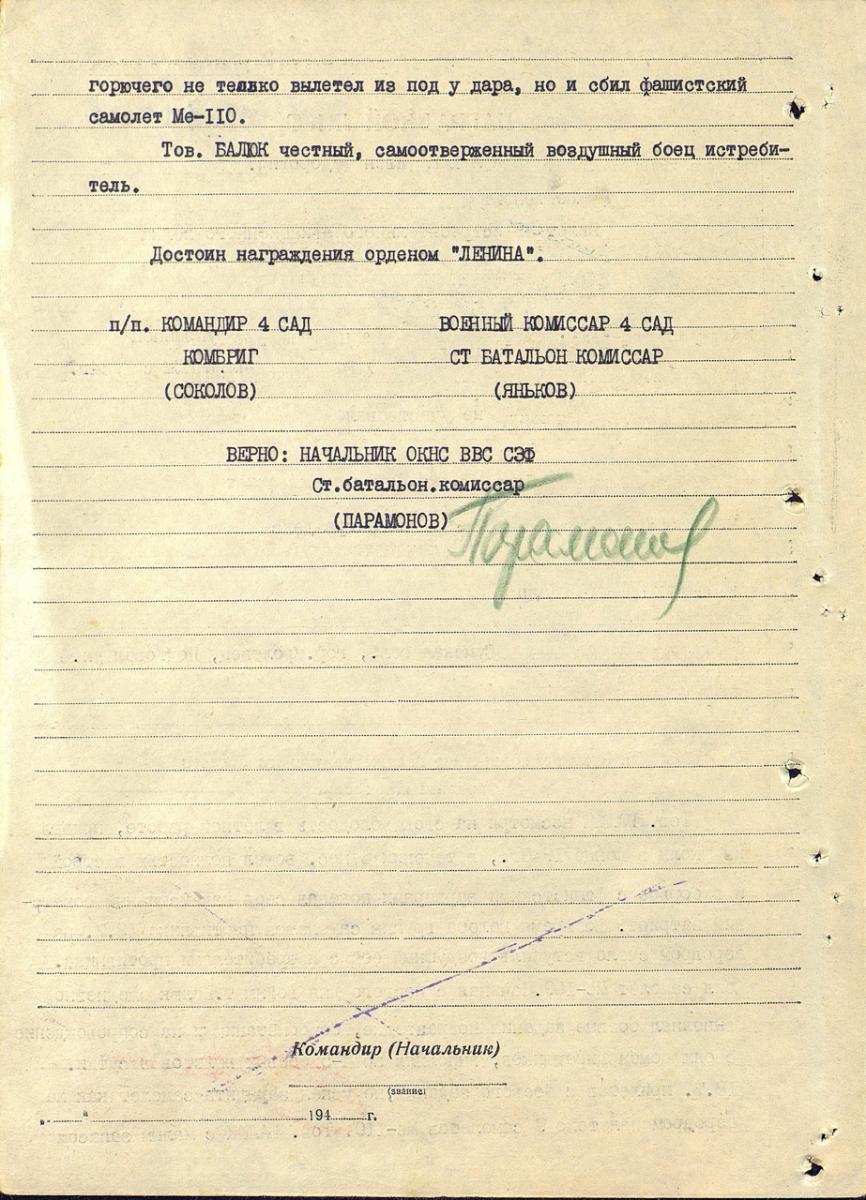 горючего не только вылетел из под у дара, но и сбил фашистский
самолет Ме-110.
Тов. БАЛЮК честный, самоотверженный воздушный боец истреби-
тель.
Достоин награждения орденом "ЛЕНИНА".
п/п. КОМАНДИР 4 САД ВОЕННЫЙ КОМИССАР 4 САД
КОМБРИГ СТ БАТАЛЬОН КОМИССАР
(СОКОЛОВ) (ЯНЬКОВ)
ВЕРНО: НАЧАЛЬНИК ОКНС ВВС СЗФ
Ст.батальон.комиссар
(ПАРАМОНОВ) Парамонов
Командир (Начальник)
(звание)
" " 194 г.